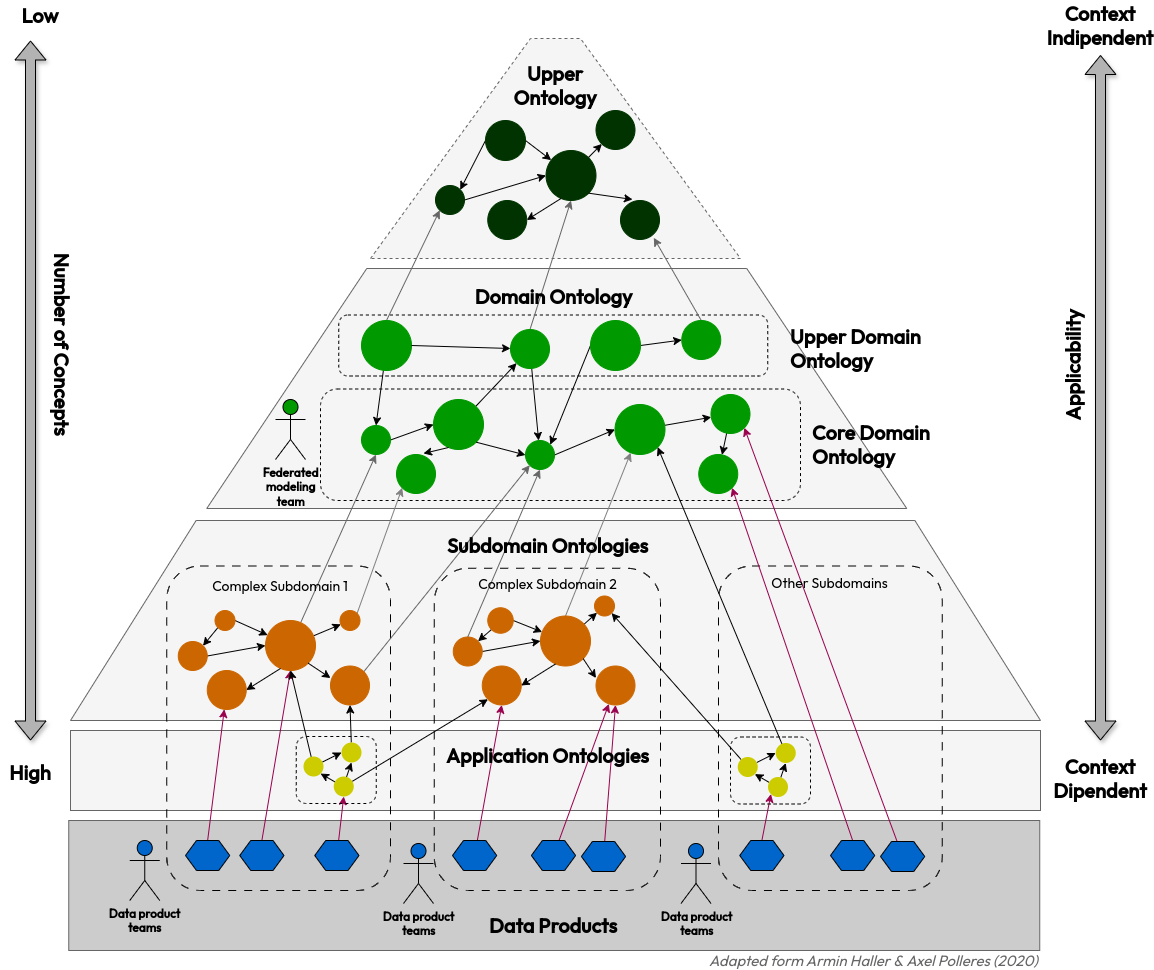 Low
Context
Indipendent
Upper
Ontology
Number of Concepts
Applicability
Domain Ontology
Upper Domain
Ontology
Core Domain
Ontology
Federated
modeling
team
Subdomain Ontologies
Complex Subdomain 1
Complex Subdomain 2
Other Subdomains
Application Ontologies
High
Context
Dipendent
Data product
teams
Data product
teams
Data product
teams
Data Products
Adapted form Armin Haller & Axel Polleres (2020)